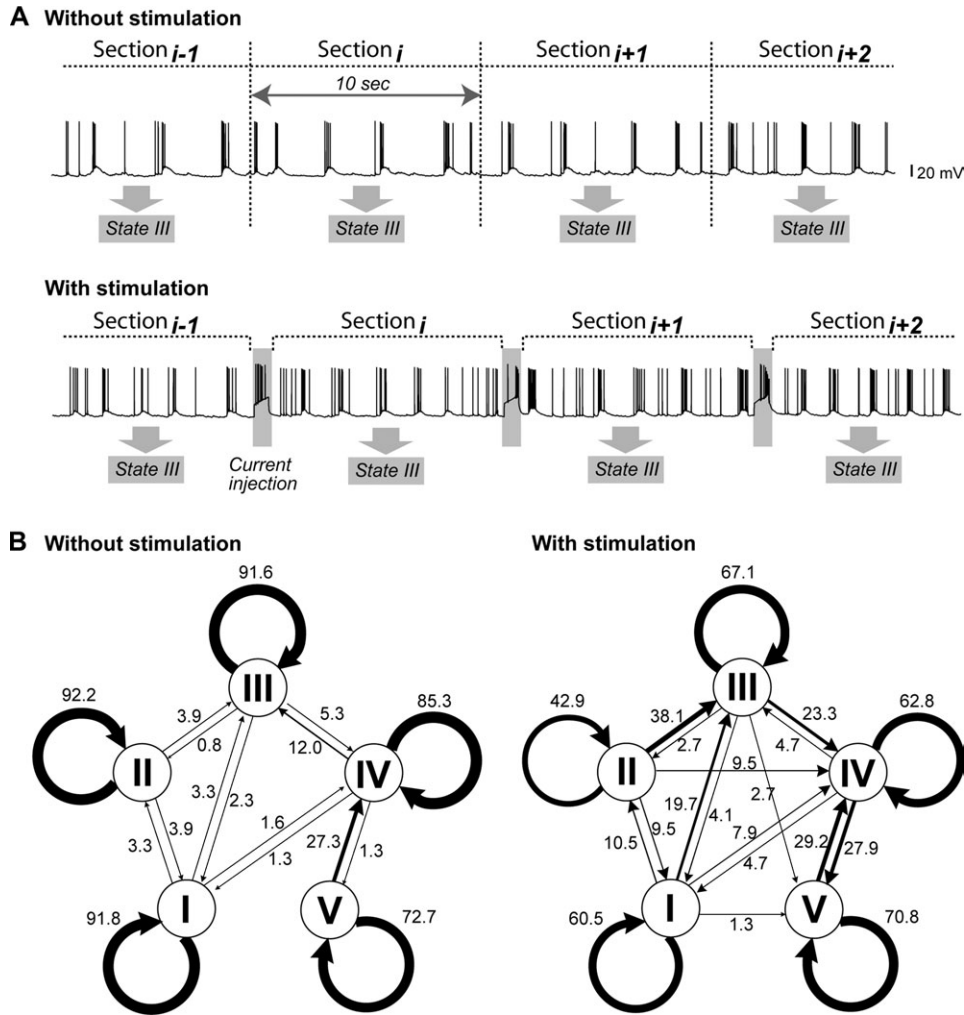 A Without stimulation
Section i-1 Section i Section i+1 Section i+2
10 sec
20 mV
State III State III State III State III
With stimulation
Section i-1 Section i Section i+1 Section i+2
State III Current injection State III State III State III
B Without stimulation
91.6
III
92.2
3.9
0.8
5.3
12.0
85.3
II
IV
3.3
2.3
1.6
1.3
27.3
1.3
3.3
3.9
I
V
91.8
72.7
With stimulation
67.1
III
42.9
38.1
2.7
23.3
4.7
62.8
II
9.5
IV
19.7
4.1
2.7
7.9
4.7
29.2
27.9
10.5
9.5
I
V
1.3
60.5
70.8